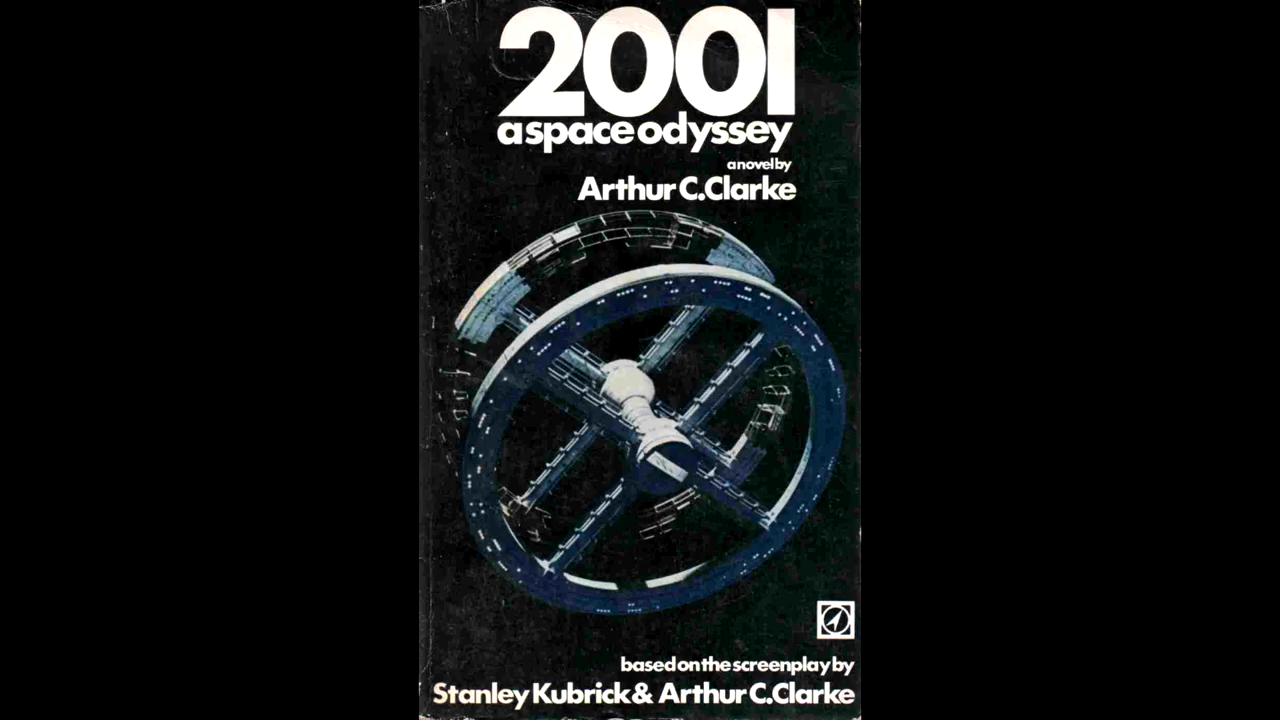 2001
a space odyssey
a novel by
Arthur C. Clarke
based on the screenplay by
Stanley Kubrick & Arthur C. Clarke